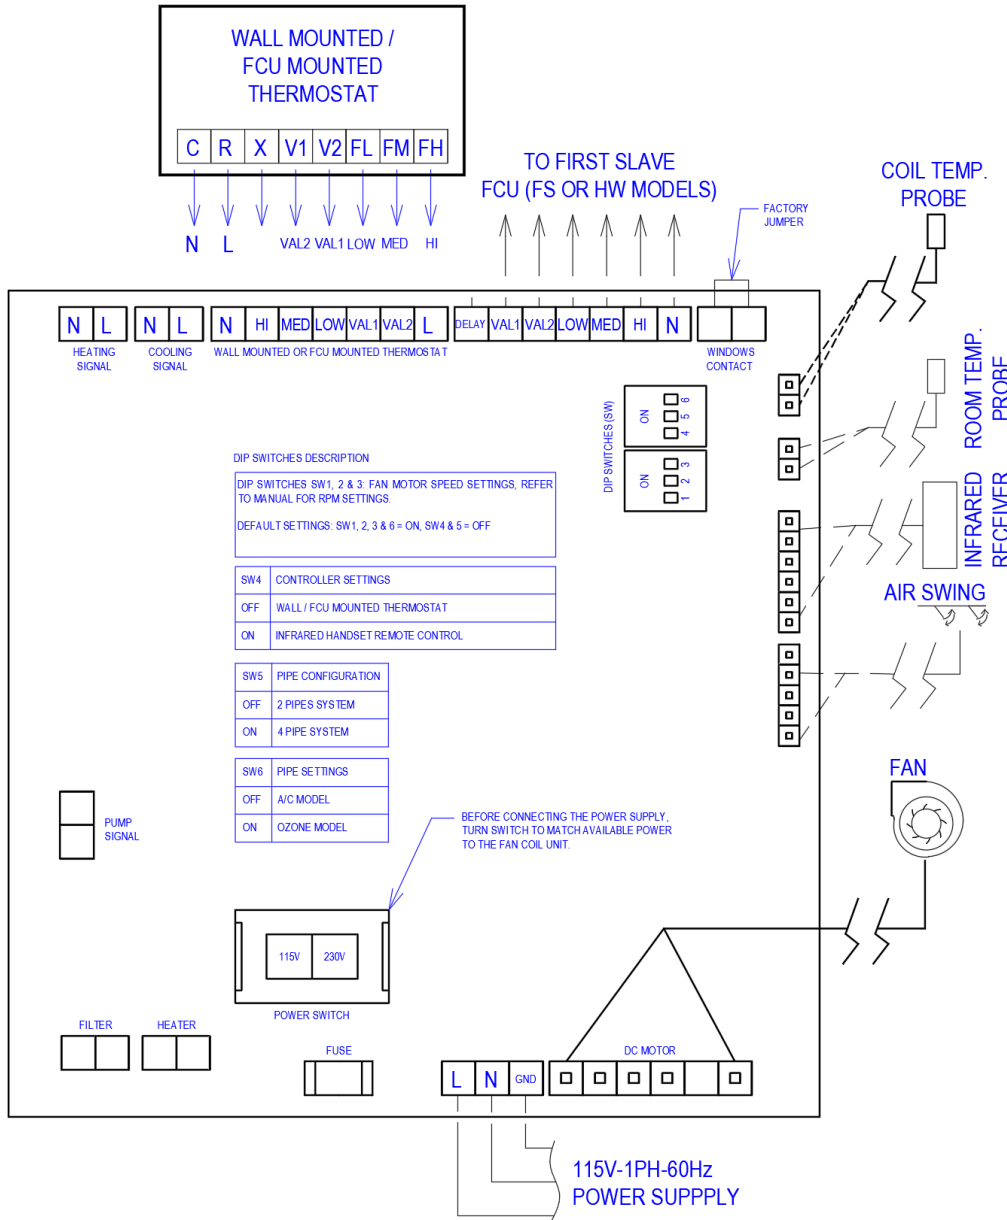 WALL MOUNTED /
FCU MOUNTED
THERMOSTAT
C R X V1 V2 FL FM FH
N L VAL2 VAL1 LOW MED HI
TO FIRST SLAVE
FCU (FS OR HW MODELS)
FACTORY
JUMPER
COIL TEMP.
PROBE
N L
HEATING
SIGNAL
N L
COOLING
SIGNAL
N HI MED LOW VAL1 VAL2 L
WALL MOUNTED OR FCU MOUNTED THERMOSTAT
DELAY VAL1 VAL2 LOW MED HI N
WINDOWS
CONTACT
ROOM TEMP.
PROBE
DIP SWITCHES (SW)
ON
4 5 6
ON
1 2 3
INFRARED
RECEIVER
AIR SWING
DIP SWITCHES DESCRIPTION
DIP SWITCHES SW1, 2 & 3: FAN MOTOR SPEED SETTINGS, REFER
TO MANUAL FOR RPM SETTINGS.
DEFAULT SETTINGS: SW1, 2, 3 & 6 = ON, SW4 & 5 = OFF
SW4 CONTROLLER SETTINGS
OFF WALL / FCU MOUNTED THERMOSTAT
ON INFRARED HANDSET REMOTE CONTROL
SW5 PIPE CONFIGURATION
OFF 2 PIPES SYSTEM
ON 4 PIPE SYSTEM
SW6 PIPE SETTINGS
OFF A/C MODEL
ON OZONE MODEL
FAN
PUMP
SIGNAL
BEFORE CONNECTING THE POWER SUPPLY,
TURN SWITCH TO MATCH AVAILABLE POWER
TO THE FAN COIL UNIT.
115V 230V
POWER SWITCH
FILTER
HEATER
FUSE
L N GND
DC MOTOR
115V-1PH-60Hz
POWER SUPPPLY